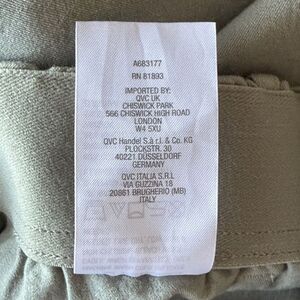 A683177
RN 81893
IMPORTED BY:
QVC UK
CHISWICK PARK
566 CHISWICK HIGH ROAD
LONDON
W4 5XU
QVC Handel S.à r.l. & Co. KG
PLOCKSTR. 30
40221 DÜSSELDORF
GERMANY
QVC ITALIA S.R.L
VIA GUZZINA 18
20861 BRUGHERIO (MB)
ITALY